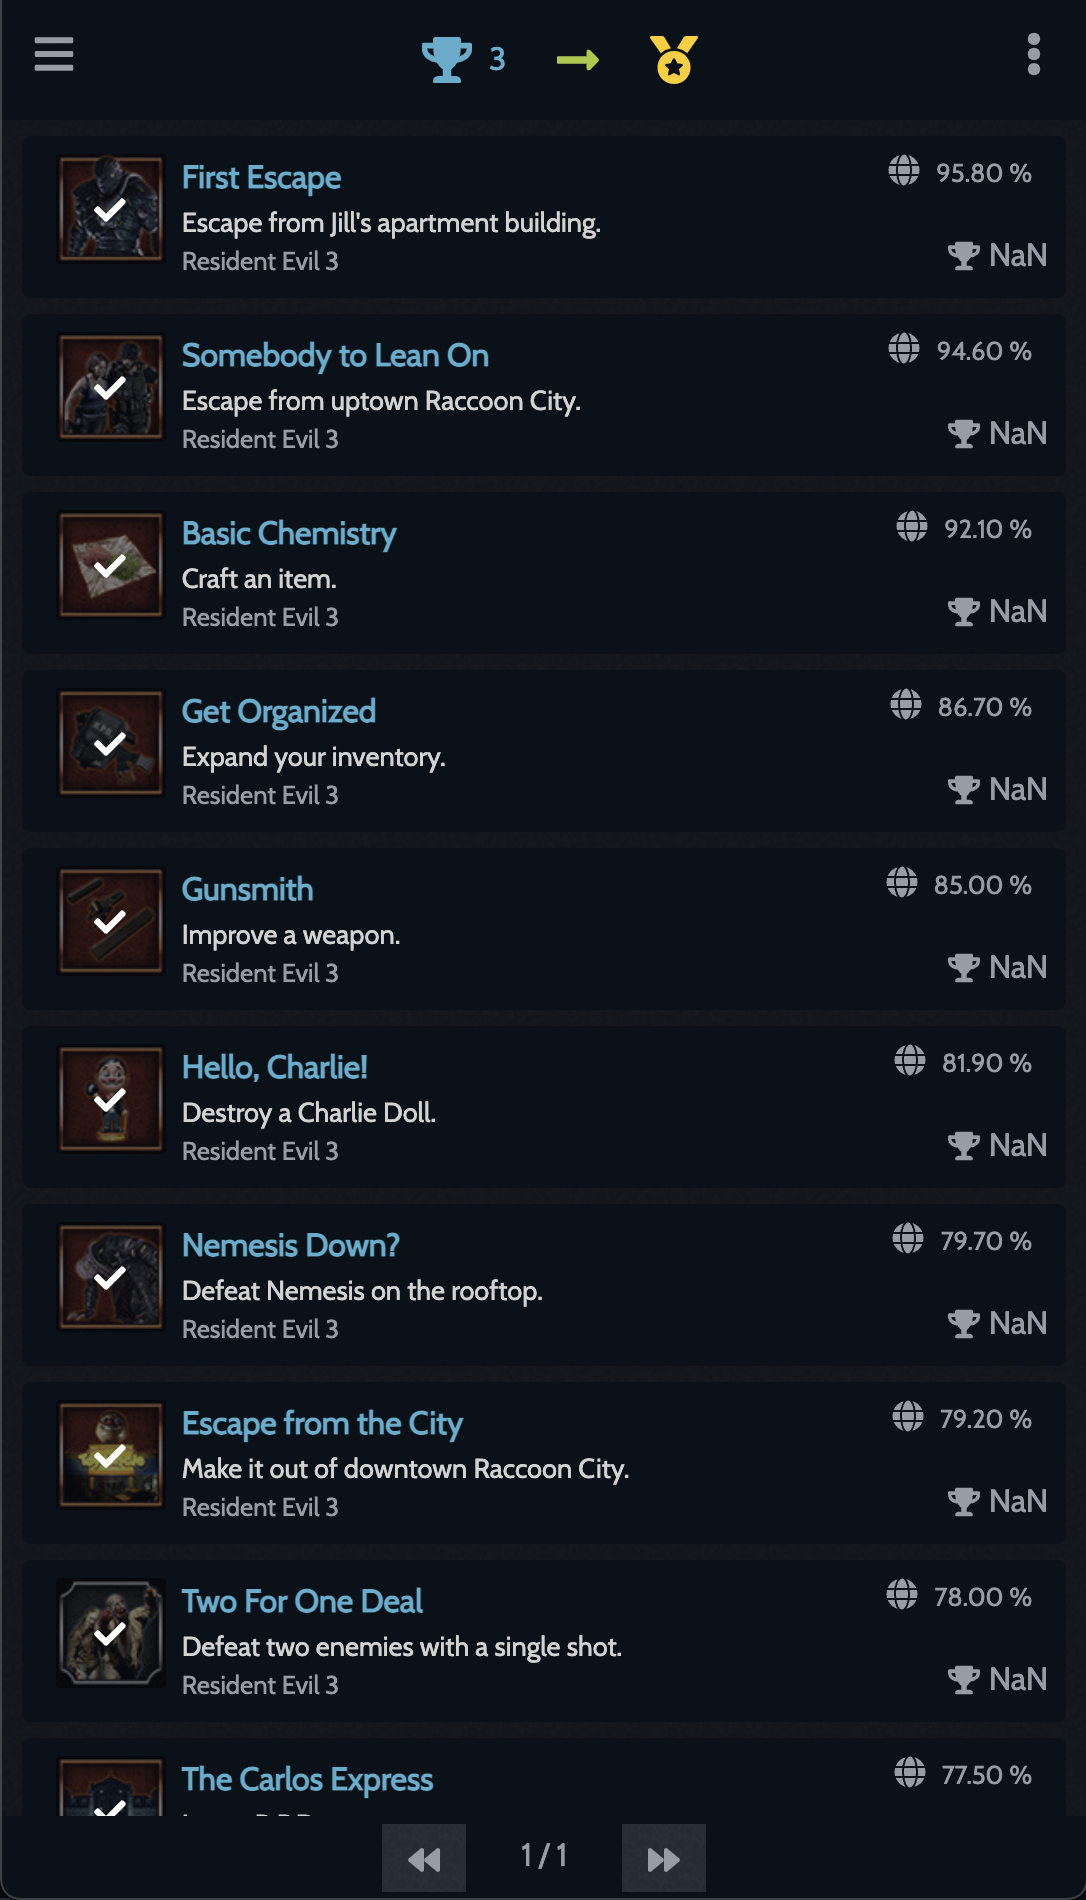 3
First Escape
95.80 %
Escape from Jill's apartment building.
Resident Evil 3
NaN
Somebody to Lean On
94.60 %
Escape from uptown Raccoon City.
Resident Evil 3
NaN
Basic Chemistry
92.10 %
Craft an item.
Resident Evil 3
NaN
Get Organized
86.70 %
Expand your inventory.
Resident Evil 3
NaN
Gunsmith
85.00 %
Improve a weapon.
Resident Evil 3
NaN
Hello, Charlie!
81.90 %
Destroy a Charlie Doll.
Resident Evil 3
NaN
Nemesis Down?
79.70 %
Defeat Nemesis on the rooftop.
Resident Evil 3
NaN
Escape from the City
79.20 %
Make it out of downtown Raccoon City.
Resident Evil 3
NaN
Two For One Deal
78.00 %
Defeat two enemies with a single shot.
Resident Evil 3
NaN
The Carlos Express
77.50 %
1 / 1